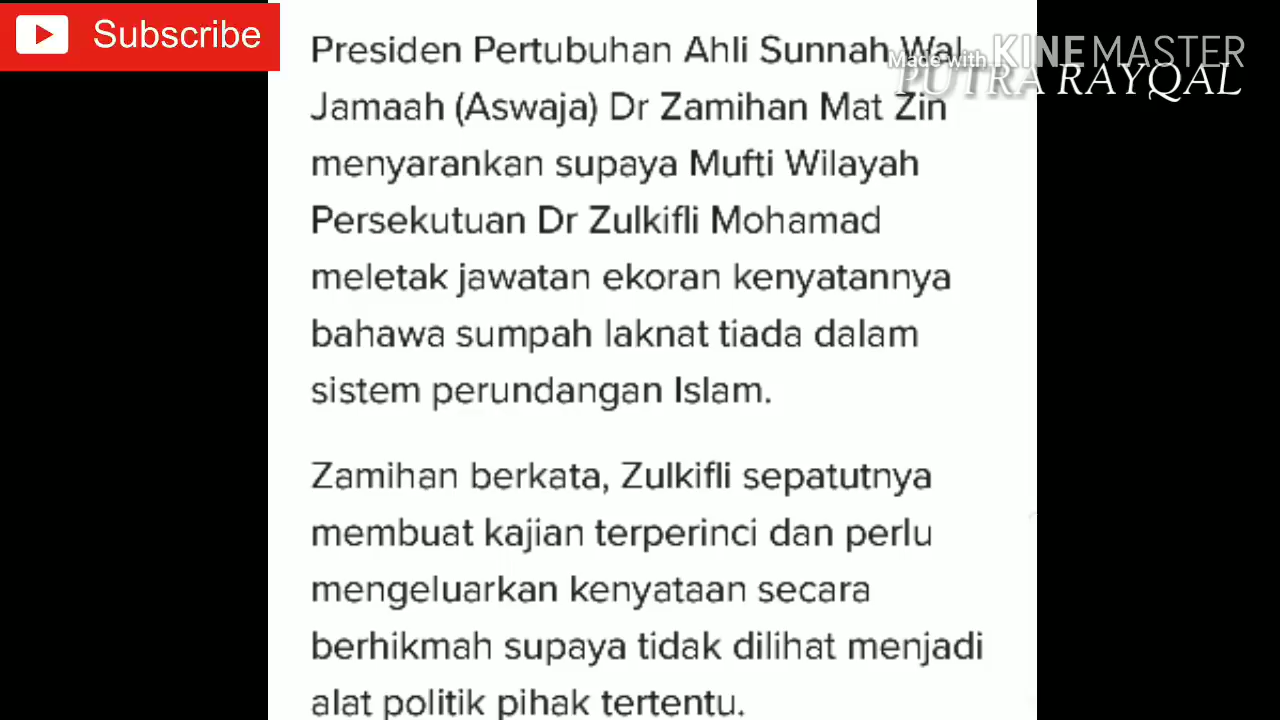 Subscribe
Made with KINEMASTER
PUTRA RAYQAL
Presiden Pertubuhan Ahli Sunnah Wal
Jamaah (Aswaja) Dr Zamihan Mat Zin
menyarankan supaya Mufti Wilayah
Persekutuan Dr Zulkifli Mohamad
meletak jawatan ekoran kenyatannya
bahawa sumpah laknat tiada dalam
sistem perundangan Islam.
Zamihan berkata, Zulkifli sepatutnya
membuat kajian terperinci dan perlu
mengeluarkan kenyataan secara
berhikmah supaya tidak dilihat menjadi
alat politik pihak tertentu.